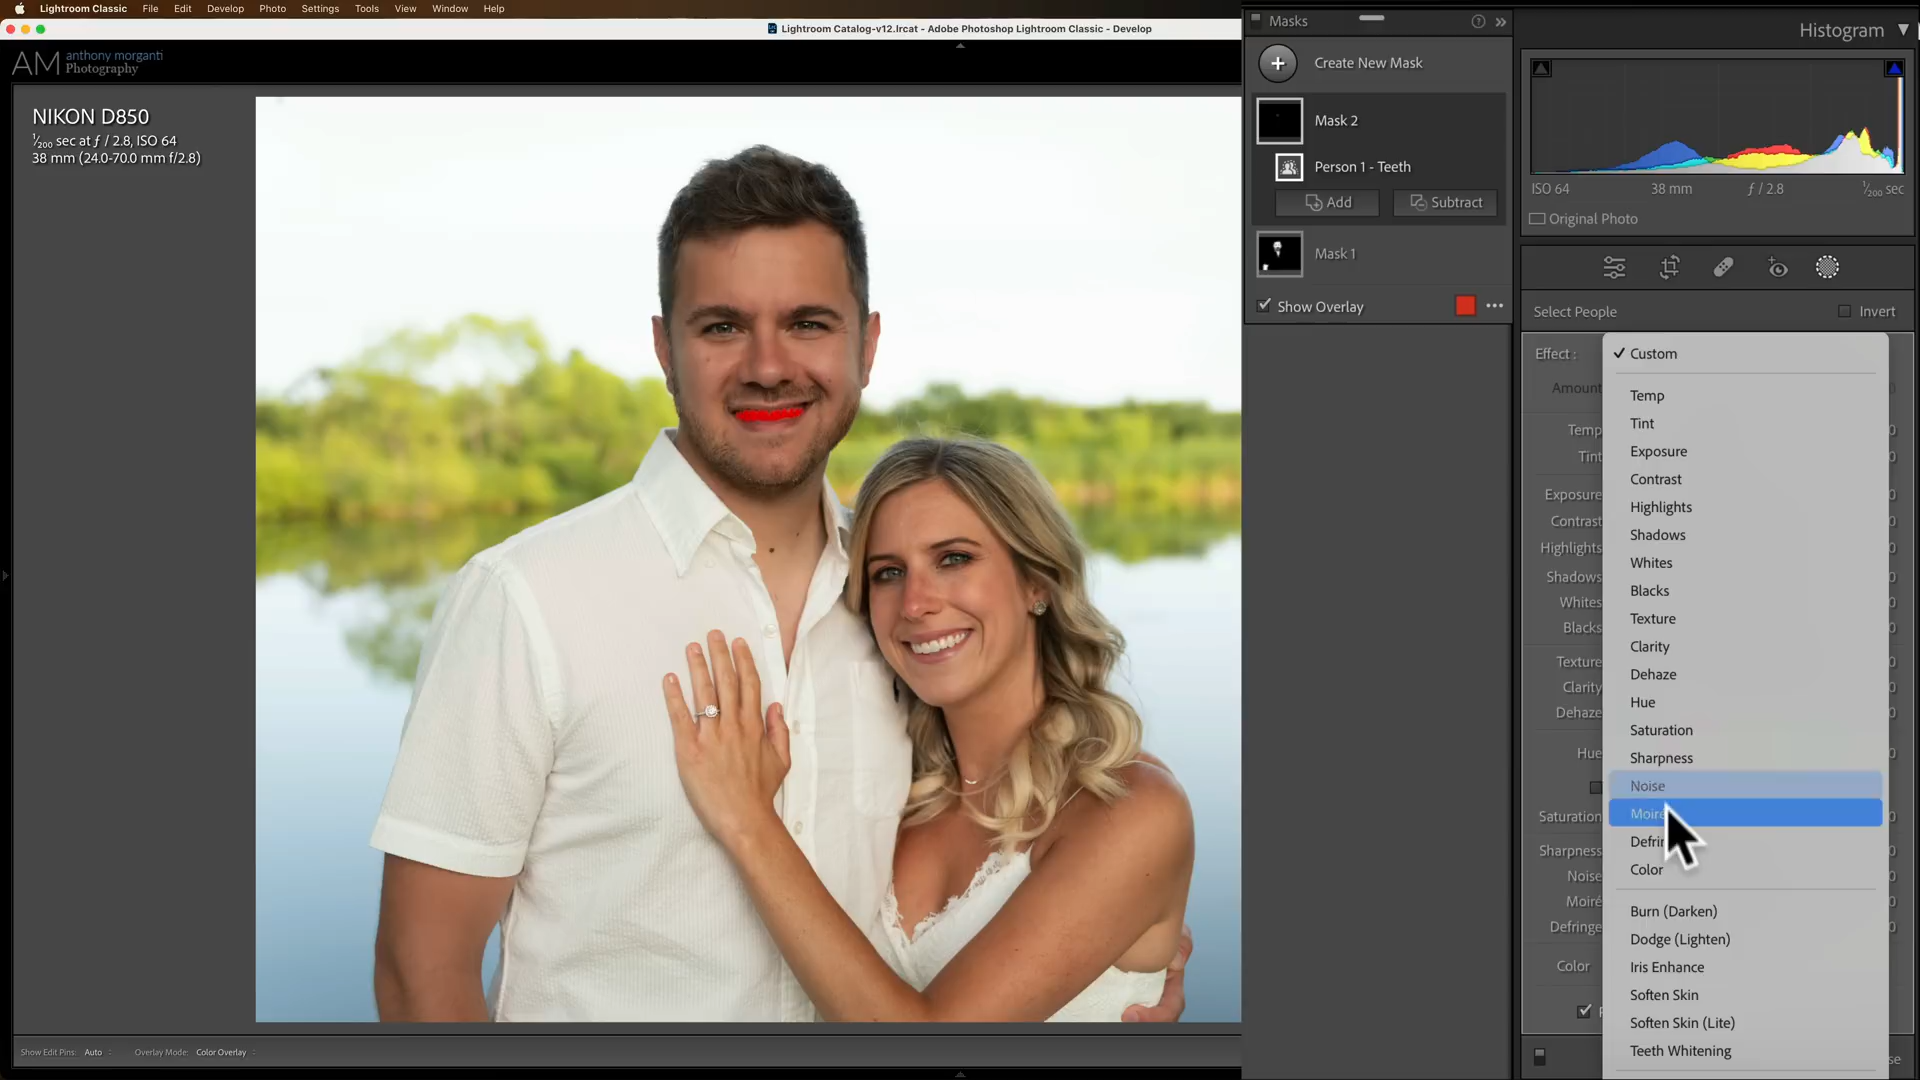 Lightroom Classic File Edit Develop Photo Settings Tools View Window Help
Lightroom Catalog-v12.lrcat - Adobe Photoshop Lightroom Classic - Develop
AM anthony morganti
Photography
NIKON D850
1/200 sec at ƒ / 2.8, ISO 64
38 mm (24.0-70.0 mm f/2.8)
Masks
Create New Mask
Mask 2
Person 1 - Teeth
Add Subtract
Mask 1
Show Overlay
Histogram
ISO 64 38 mm ƒ / 2.8 1/200 sec
Original Photo
Select People Invert
Effect :
Amount
Temp
Tint
Exposure
Contrast
Highlights
Shadows
Whites
Blacks
Texture
Clarity
Dehaze
Hue
Saturation
Sharpness
Noise
Moiré
Defringe
Color
Custom
Temp
Tint
Exposure
Contrast
Highlights
Shadows
Whites
Blacks
Texture
Clarity
Dehaze
Hue
Saturation
Sharpness
Noise
Moiré
Defrin
Color
Burn (Darken)
Dodge (Lighten)
Iris Enhance
Soften Skin
Soften Skin (Lite)
Teeth Whitening
Show Edit Pins: Auto Overlay Mode: Color Overlay